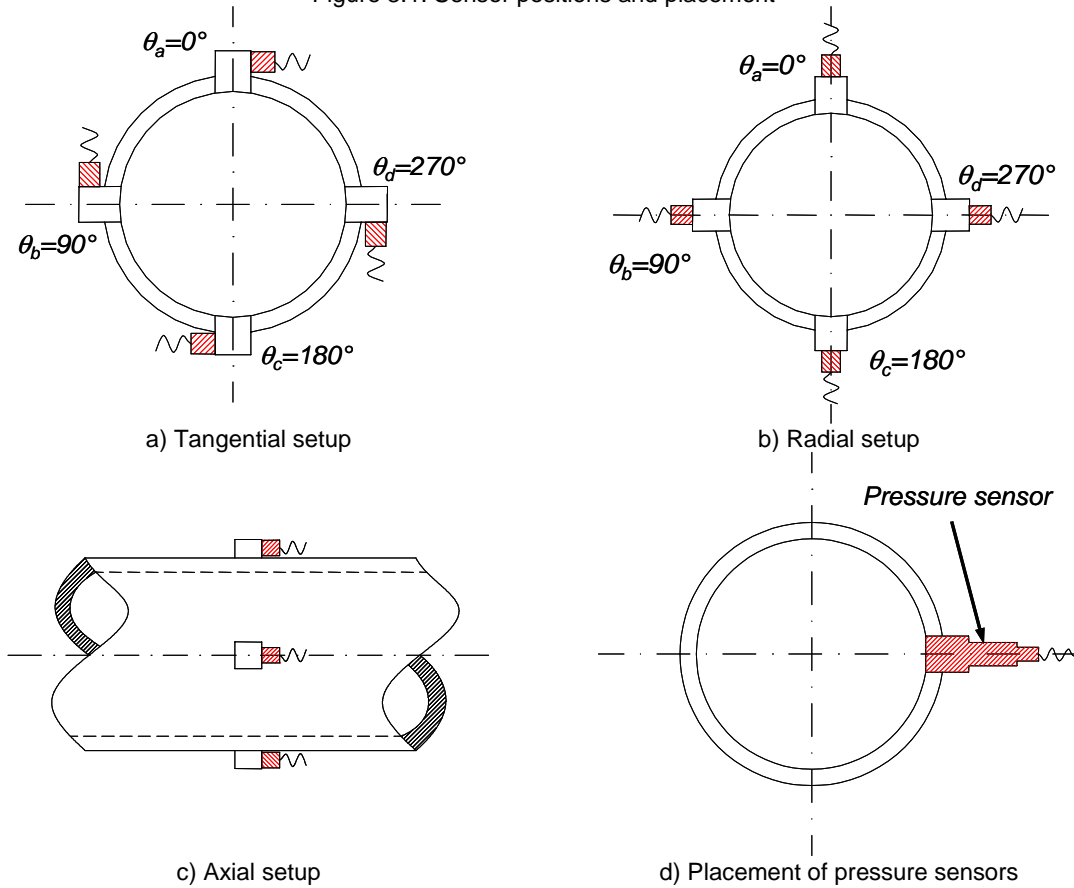 Figure 3.4: Sensor positions and placement
θa=0°
θd=270°
θb=90°
θc=180°
a) Tangential setup
θa=0°
θd=270°
θb=90°
θc=180°
b) Radial setup
c) Axial setup
Pressure sensor
d) Placement of pressure sensors